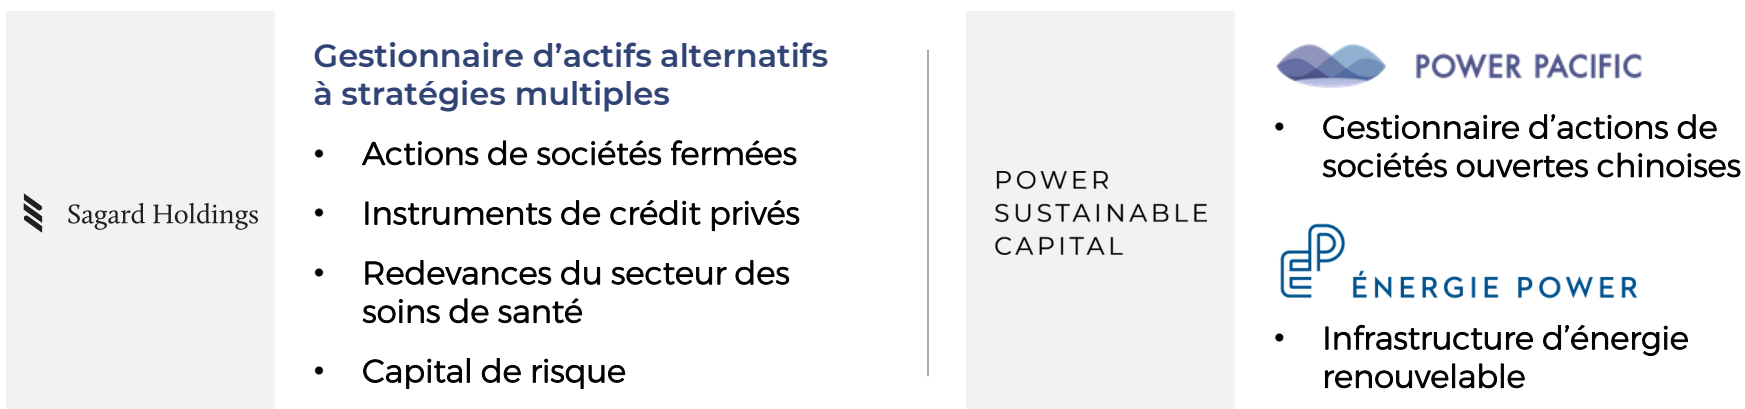 Sagard Holdings
Gestionnaire d’actifs alternatifs
à stratégies multiples
• Actions de sociétés fermées
• Instruments de crédit privés
• Redevances du secteur des
soins de santé
• Capital de risque
POWER
SUSTAINABLE
CAPITAL
POWER PACIFIC
• Gestionnaire d’actions de
sociétés ouvertes chinoises
EP
ÉNERGIE POWER
• Infrastructure d’énergie
renouvelable